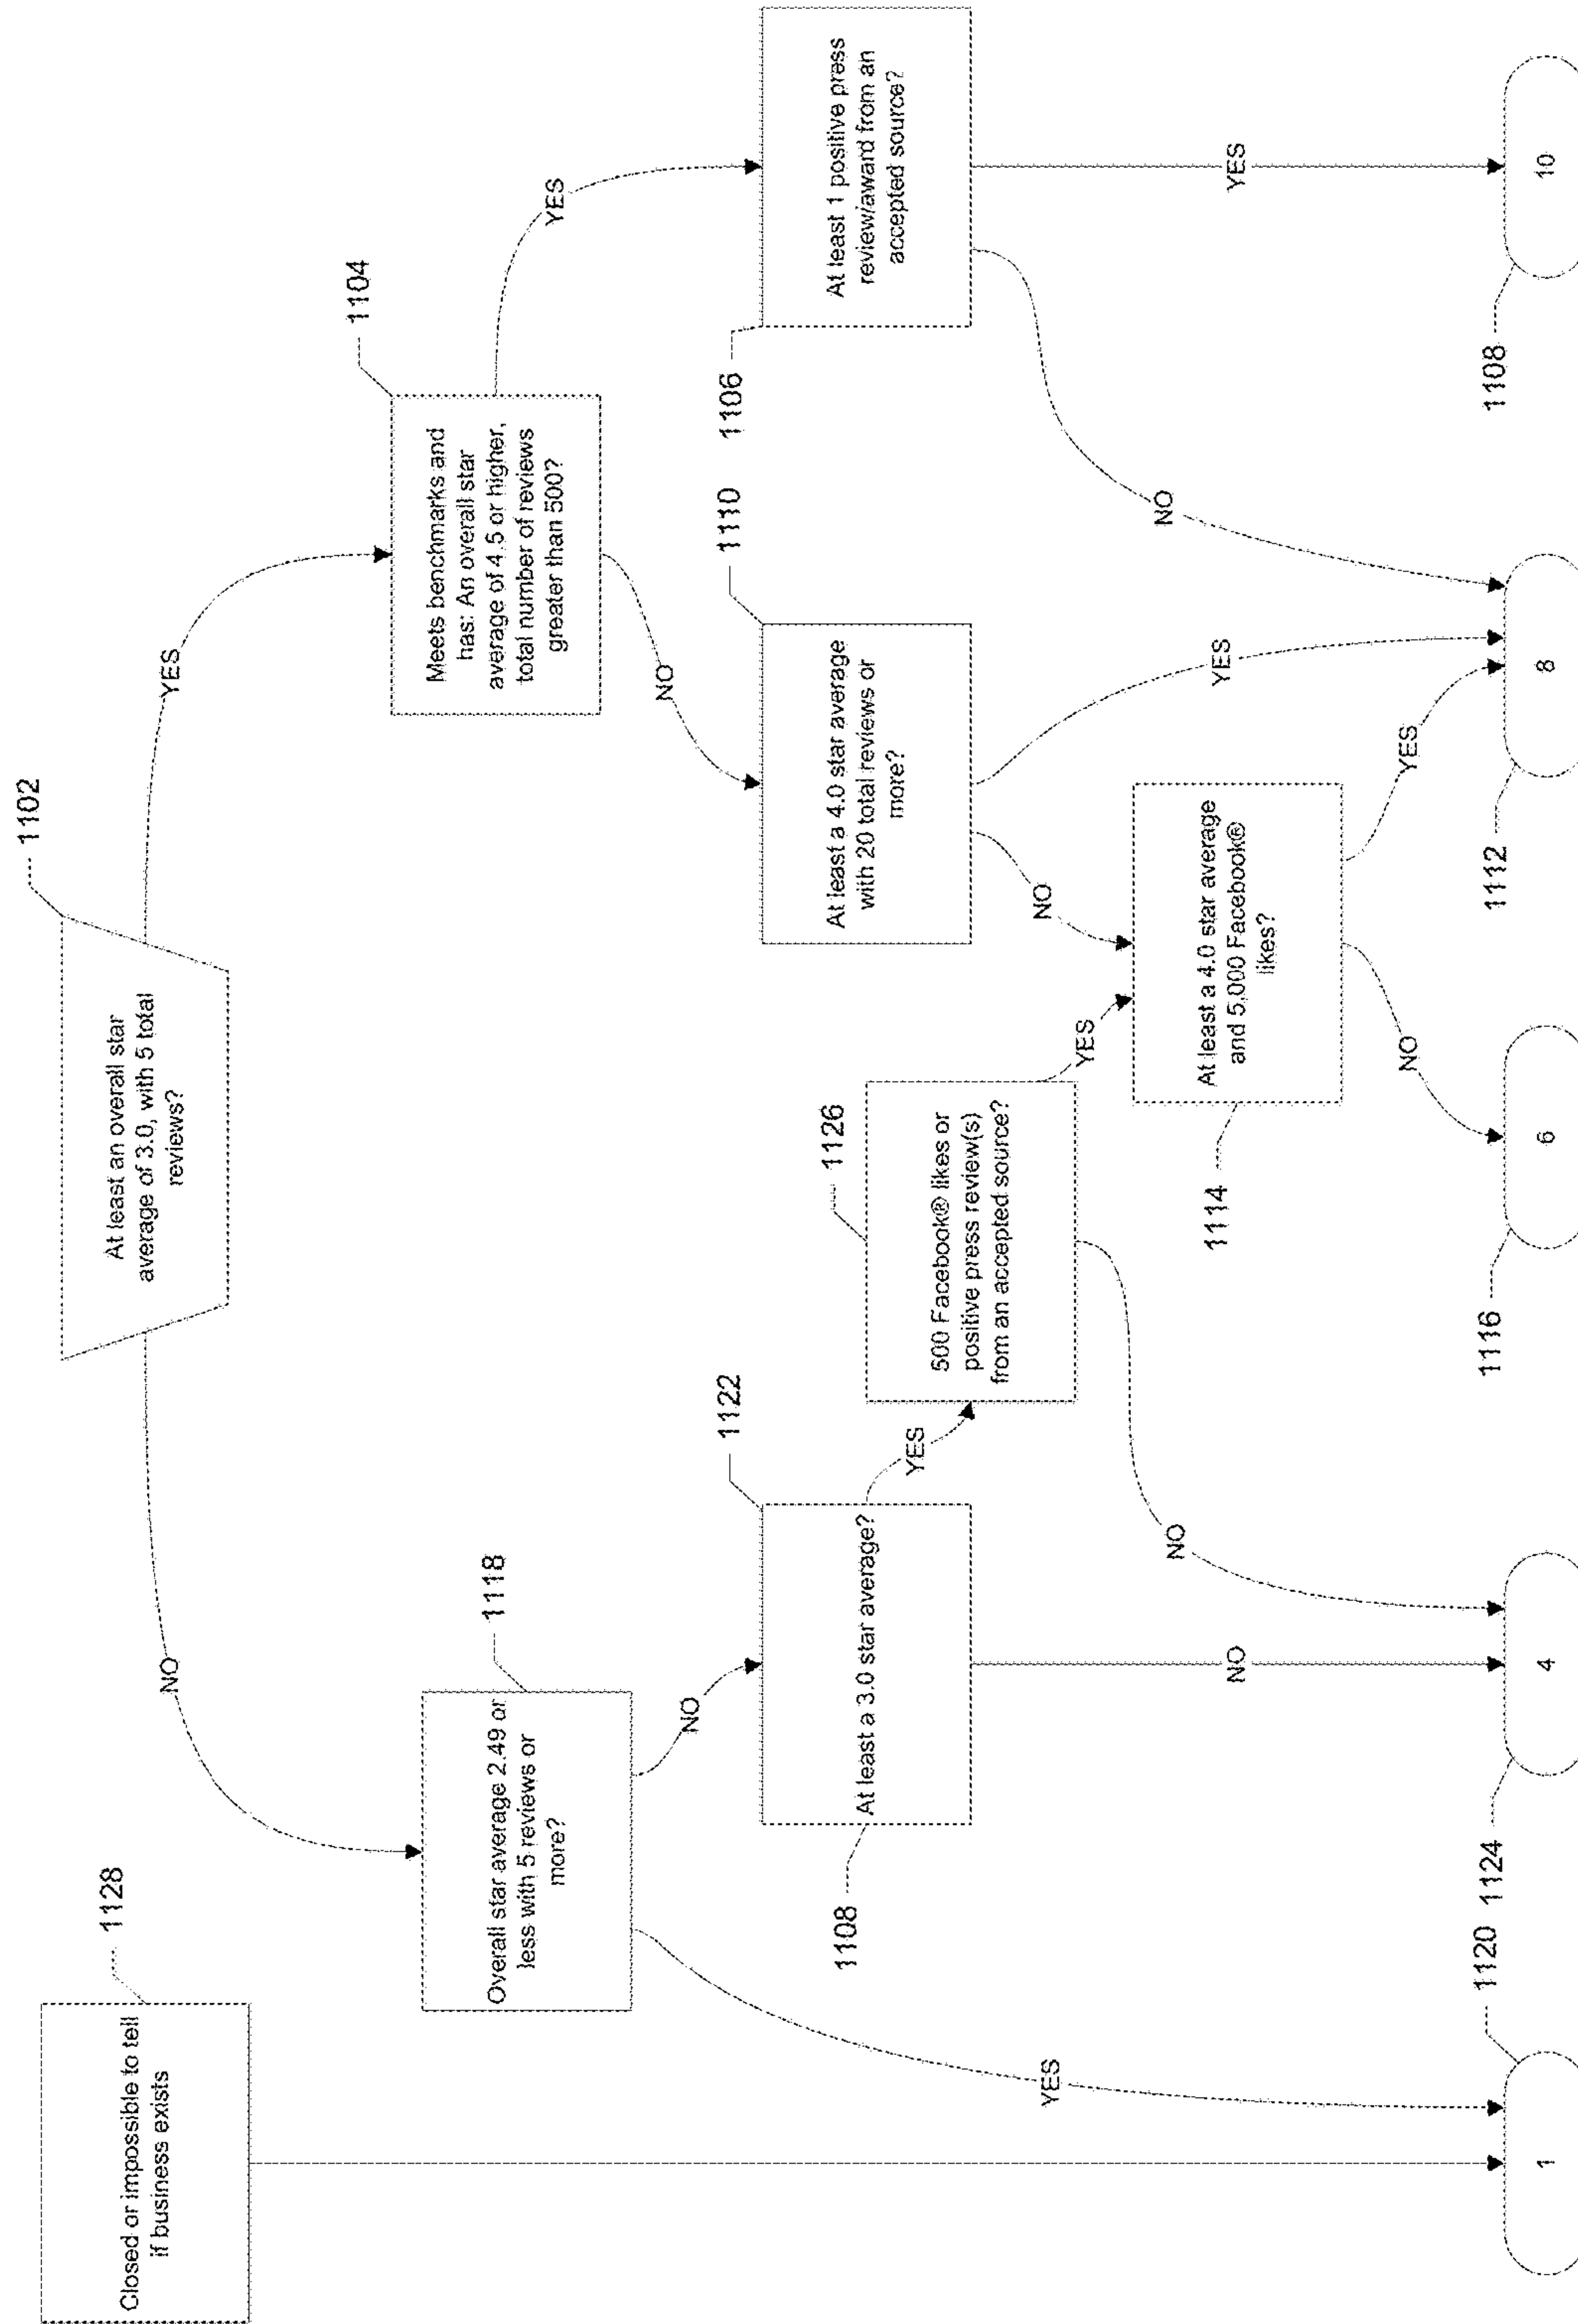 1102
At least an overall star
average of 3.0, with 5 total
reviews?
1128
Closed or impossible to tell
if business exists
NO
YES
1104
Meets benchmarks and
has: An overall star
average of 4.5 or higher,
total number of reviews
greater than 500?
1118
Overall star average 2.49 or
less with 5 reviews or
more?
NO
NO
YES
1122
At least a 3.0 star average?
1108
1110
At least a 4.0 star average
with 20 total reviews or
more?
1106
At least 1 positive press
review/award from an
accepted source?
YES
1126
500 Facebook® likes or
positive press review(s)
from an accepted source?
YES
NO
1114
At least a 4.0 star average
and 5,000 Facebook®
likes?
YES
NO
NO
YES
NO
YES
NO
YES
1120
1
1124
4
1116
6
1112
8
1108
10